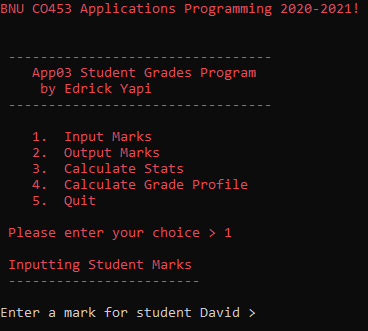 BNU CO453 Applications Programming 2020-2021!
---------------------------------
App03 Student Grades Program
by Edrick Yapi
---------------------------------
1. Input Marks
2. Output Marks
3. Calculate Stats
4. Calculate Grade Profile
5. Quit
Please enter your choice > 1
Inputting Student Marks
------------------------
Enter a mark for student David >